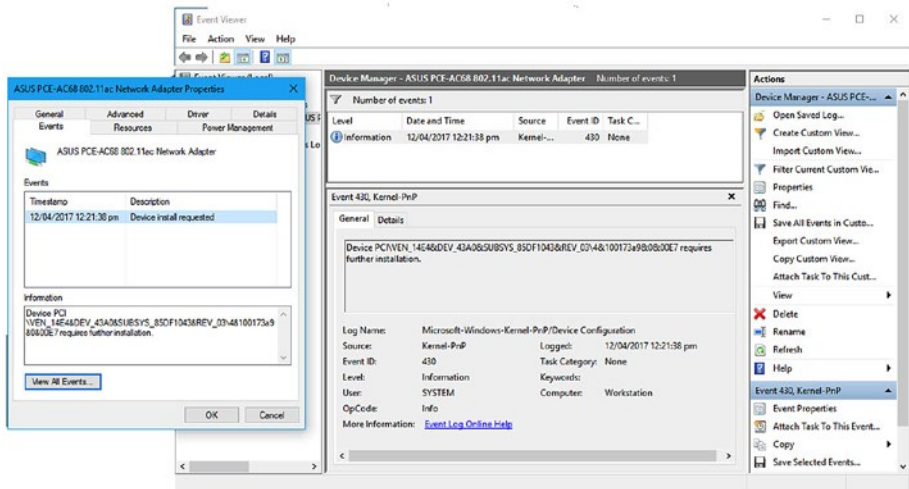 Event Viewer
File Action View Help
Device Manager - ASUS PCE-AC68 802.11ac Network Adapter Number of events: 1
Number of events: 1
Level Date and Time Source Event ID Task C...
Information 12/04/2017 12:21:38 pm Kernel-... 430 None
Event 430, Kernel-PnP
General Details
Device PCI\VEN_14E4&DEV_43A0&SUBSYS_85DF1043&REV_03\4&100173a9&0&00E7 requires
further installation.
Log Name: Microsoft-Windows-Kernel-PnP/Device Configuration
Source: Kernel-PnP Logged: 12/04/2017 12:21:38 pm
Event ID: 430 Task Category: None
Level: Information Keywords:
User: SYSTEM Computer: Workstation
OpCode: Info
More Information: Event Log Online Help
Actions
Device Manager - ASUS PCE-...
Open Saved Log...
Create Custom View...
Import Custom View...
Filter Current Custom Vie...
Properties
Find...
Save All Events in Custo...
Export Custom View...
Copy Custom View...
Attach Task To This Cust...
View
Delete
Rename
Refresh
Help
Event 430, Kernel-PnP
Event Properties
Attach Task To This Event...
Copy
Save Selected Events...
ASUS PCE-AC68 802.11ac Network Adapter Properties
General Advanced Driver Details
Events Resources Power Management
ASUS PCE-AC68 802.11ac Network Adapter
Events
Timestamp Description
12/04/2017 12:21:38 pm Device install requested
Information
Device PCI
\VEN_14E4&DEV_43A0&SUBSYS_85DF1043&REV_03\4&100173a9
&0&00E7 requires further installation.
View All Events...
OK Cancel